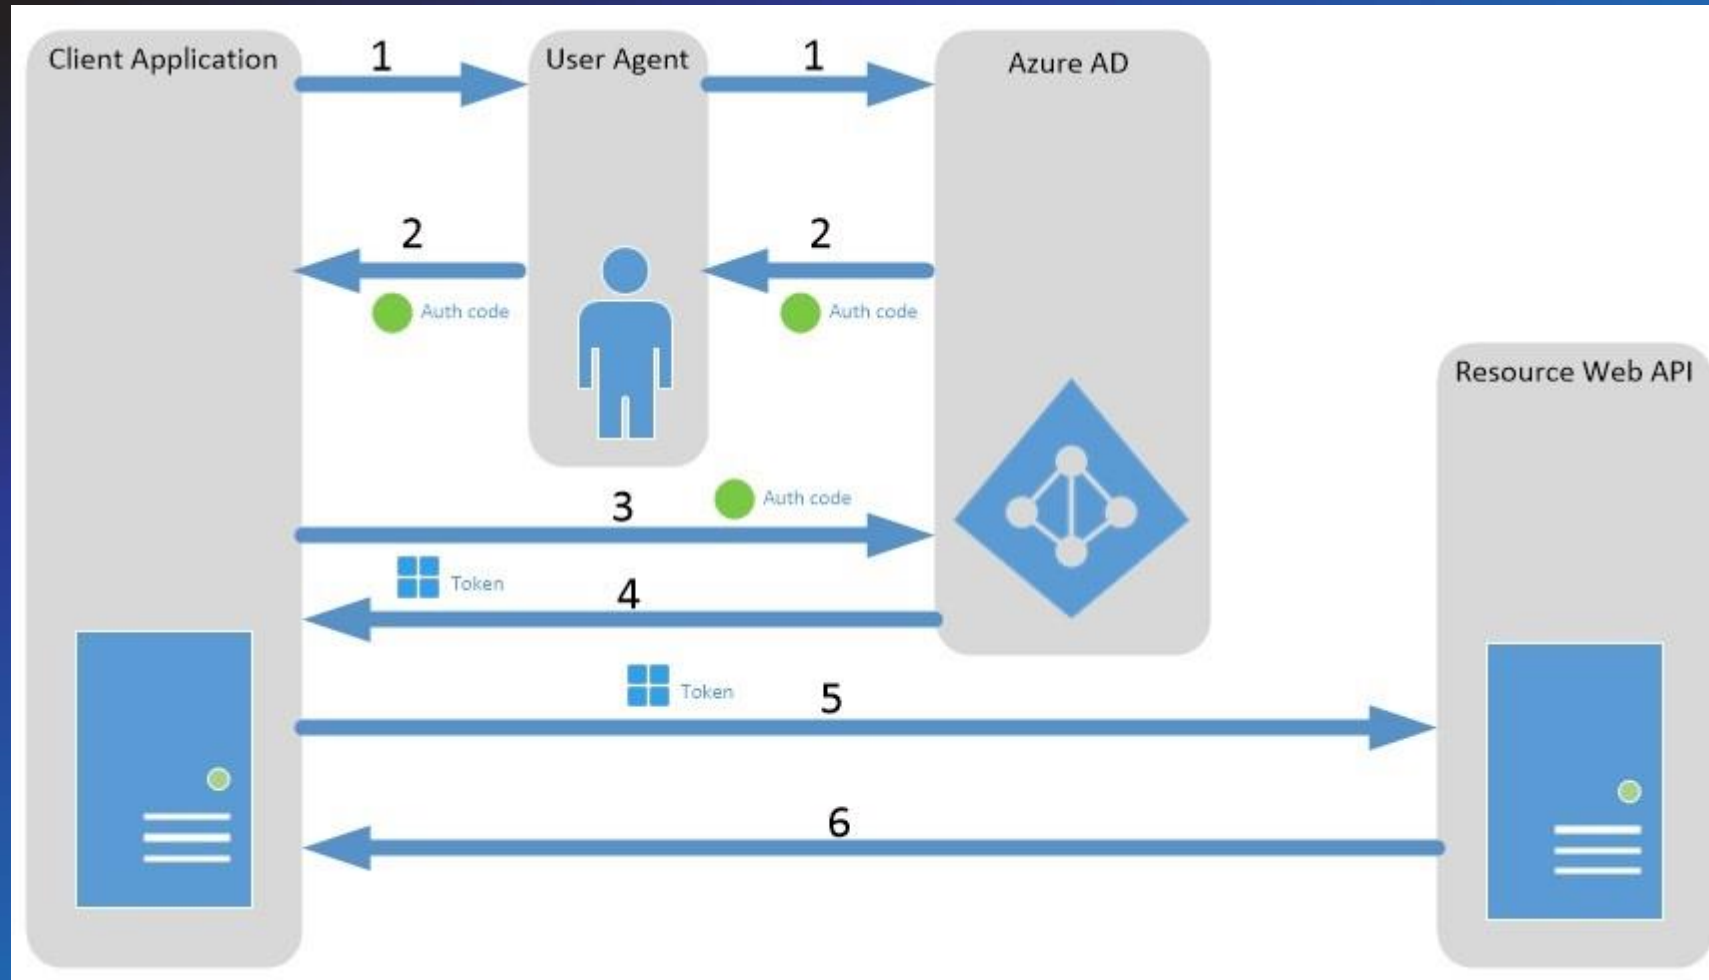 Client Application
1
User Agent
1
Azure AD
2
2
Auth code
Auth code
Resource Web API
3
Auth code
Token
4
Token
5
6